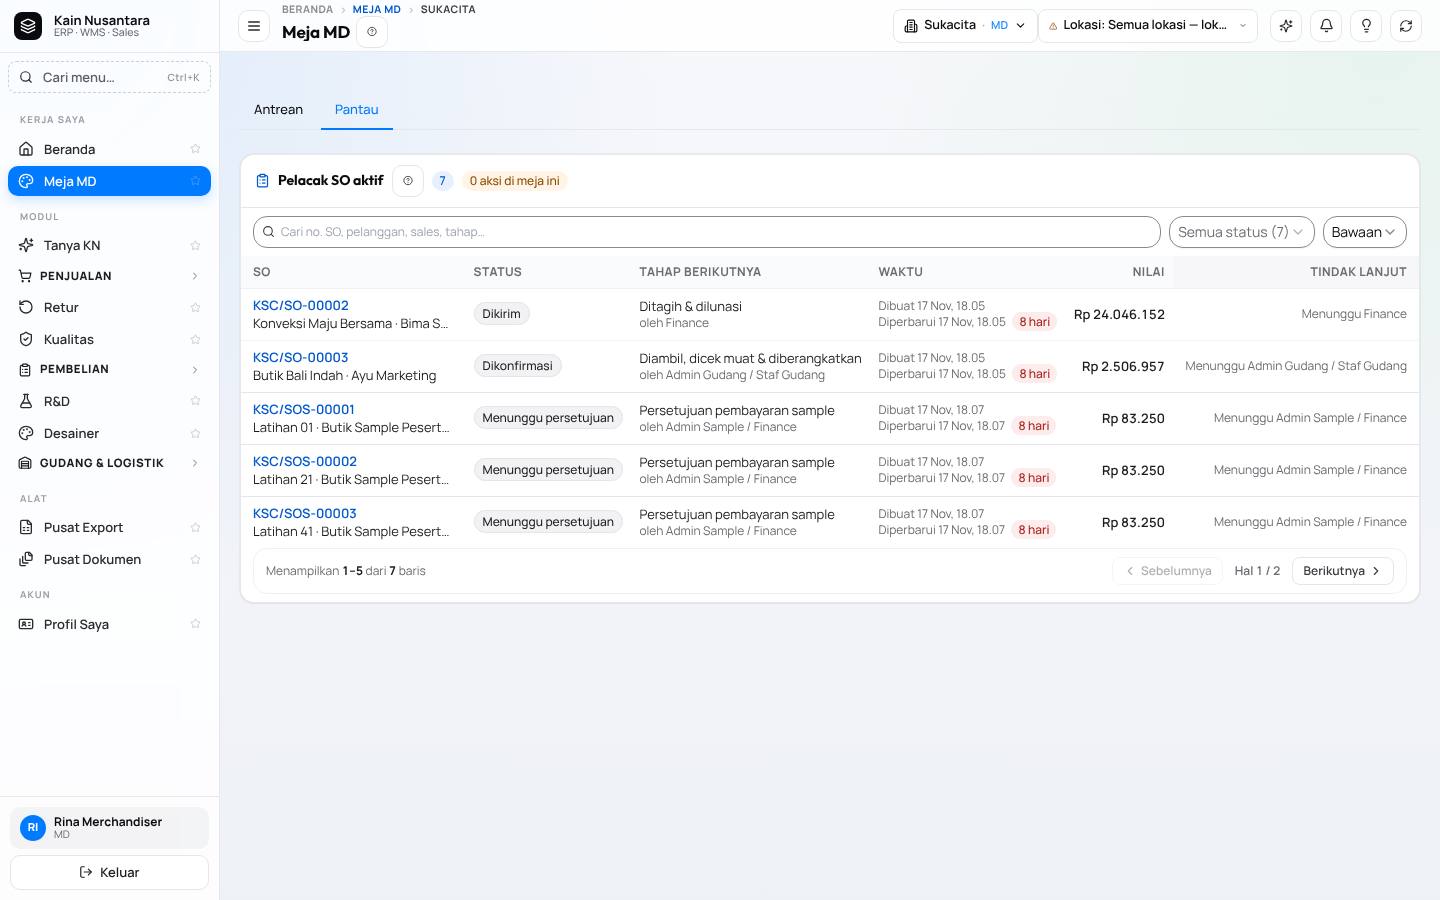 Kain Nusantara
ERP · WMS · Sales
Cari menu...
Ctrl+K
KERJA SAYA
Beranda
Meja MD
MODUL
Tanya KN
PENJUALAN
Retur
Kualitas
PEMBELIAN
R&D
Desainer
GUDANG & LOGISTIK
ALAT
Pusat Export
Pusat Dokumen
AKUN
Profil Saya
RI
Rina Merchandiser
MD
Keluar
BERANDA > MEJA MD > SUKACITA
Meja MD
Sukacita · MD
Lokasi: Semua lokasi — lok...
Antrean
Pantau
Pelacak SO aktif
7
0 aksi di meja ini
Cari no. SO, pelanggan, sales, tahap...
Semua status (7)
Bawaan
SO STATUS TAHAP BERIKUTNYA WAKTU NILAI TINDAK LANJUT
KSC/SO-00002
Konveksi Maju Bersama · Bima S...
Dikirim
Ditagih & dilunasi
oleh Finance
Dibuat 17 Nov, 18.05
Diperbarui 17 Nov, 18.05 8 hari
Rp 24.046.152
Menunggu Finance
KSC/SO-00003
Butik Bali Indah · Ayu Marketing
Dikonfirmasi
Diambil, dicek muat & diberangkatkan
oleh Admin Gudang / Staf Gudang
Dibuat 17 Nov, 18.05
Diperbarui 17 Nov, 18.05 8 hari
Rp 2.506.957
Menunggu Admin Gudang / Staf Gudang
KSC/SOS-00001
Latihan 01 · Butik Sample Pesert...
Menunggu persetujuan
Persetujuan pembayaran sample
oleh Admin Sample / Finance
Dibuat 17 Nov, 18.07
Diperbarui 17 Nov, 18.07 8 hari
Rp 83.250
Menunggu Admin Sample / Finance
KSC/SOS-00002
Latihan 21 · Butik Sample Pesert...
Menunggu persetujuan
Persetujuan pembayaran sample
oleh Admin Sample / Finance
Dibuat 17 Nov, 18.07
Diperbarui 17 Nov, 18.07 8 hari
Rp 83.250
Menunggu Admin Sample / Finance
KSC/SOS-00003
Latihan 41 · Butik Sample Pesert...
Menunggu persetujuan
Persetujuan pembayaran sample
oleh Admin Sample / Finance
Dibuat 17 Nov, 18.07
Diperbarui 17 Nov, 18.07 8 hari
Rp 83.250
Menunggu Admin Sample / Finance
Menampilkan 1–5 dari 7 baris
Sebelumnya
Hal 1 / 2
Berikutnya